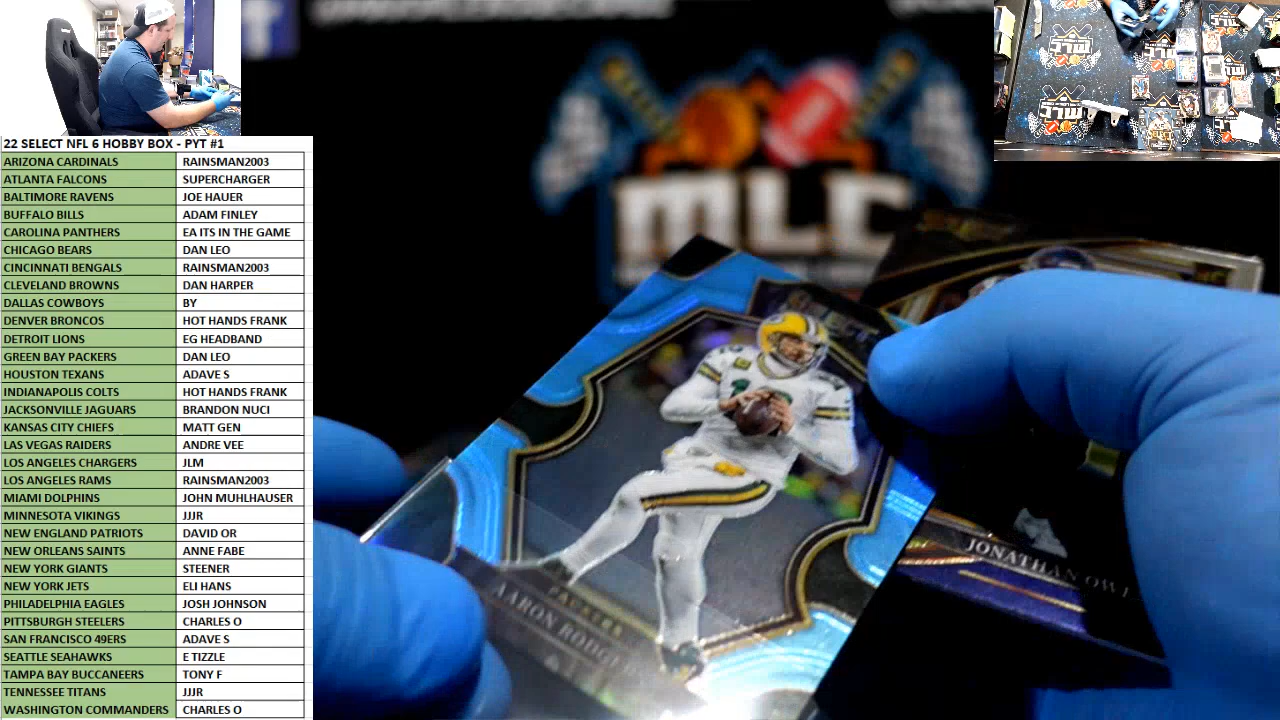 22 SELECT NFL 6 HOBBY BOX - PYT #1
ARIZONA CARDINALS RAINSMAN2003
ATLANTA FALCONS SUPERCHARGER
BALTIMORE RAVENS JOE HAUER
BUFFALO BILLS ADAM FINLEY
CAROLINA PANTHERS EA ITS IN THE GAME
CHICAGO BEARS DAN LEO
CINCINNATI BENGALS RAINSMAN2003
CLEVELAND BROWNS DAN HARPER
DALLAS COWBOYS BY
DENVER BRONCOS HOT HANDS FRANK
DETROIT LIONS EG HEADBAND
GREEN BAY PACKERS DAN LEO
HOUSTON TEXANS ADAVE S
INDIANAPOLIS COLTS HOT HANDS FRANK
JACKSONVILLE JAGUARS BRANDON NUCI
KANSAS CITY CHIEFS MATT GEN
LAS VEGAS RAIDERS ANDRE VEE
LOS ANGELES CHARGERS JLM
LOS ANGELES RAMS RAINSMAN2003
MIAMI DOLPHINS JOHN MUHLHAUSER
MINNESOTA VIKINGS JJJR
NEW ENGLAND PATRIOTS DAVID OR
NEW ORLEANS SAINTS ANNE FABE
NEW YORK GIANTS STEENER
NEW YORK JETS ELI HANS
PHILADELPHIA EAGLES JOSH JOHNSON
PITTSBURGH STEELERS CHARLES O
SAN FRANCISCO 49ERS ADAVE S
SEATTLE SEAHAWKS E TIZZLE
TAMPA BAY BUCCANEERS TONY F
TENNESSEE TITANS JJJR
WASHINGTON COMMANDERS CHARLES O
MLC
PACKERS
AARON RODGERS
JONATHAN